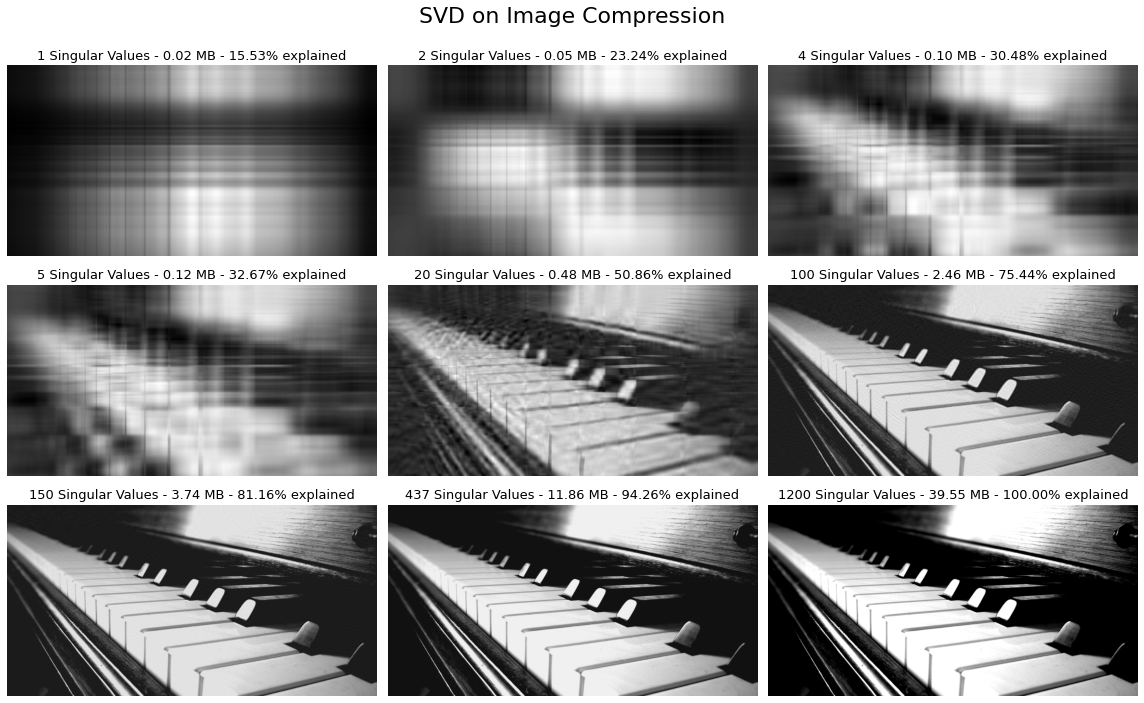 SVD on Image Compression
1 Singular Values - 0.02 MB - 15.53% explained
2 Singular Values - 0.05 MB - 23.24% explained
4 Singular Values - 0.10 MB - 30.48% explained
5 Singular Values - 0.12 MB - 32.67% explained
20 Singular Values - 0.48 MB - 50.86% explained
100 Singular Values - 2.46 MB - 75.44% explained
150 Singular Values - 3.74 MB - 81.16% explained
437 Singular Values - 11.86 MB - 94.26% explained
1200 Singular Values - 39.55 MB - 100.00% explained